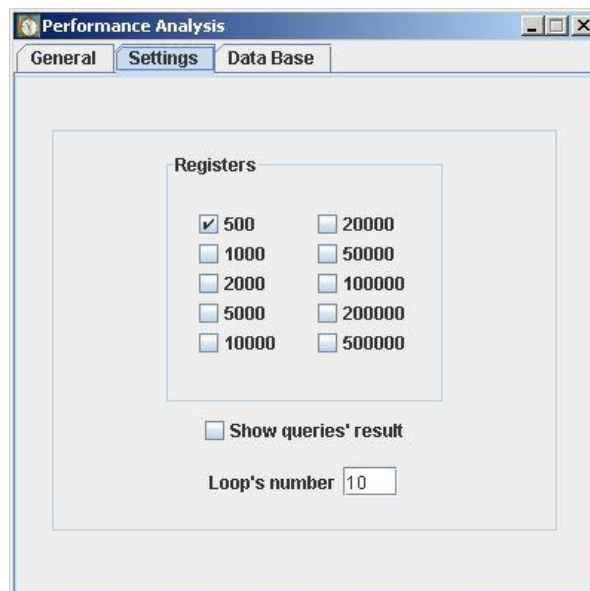 Performance Analysis
General Settings Data Base
Registers
500 20000
1000 50000
2000 100000
5000 200000
10000 500000
Show queries' result
Loop's number 10